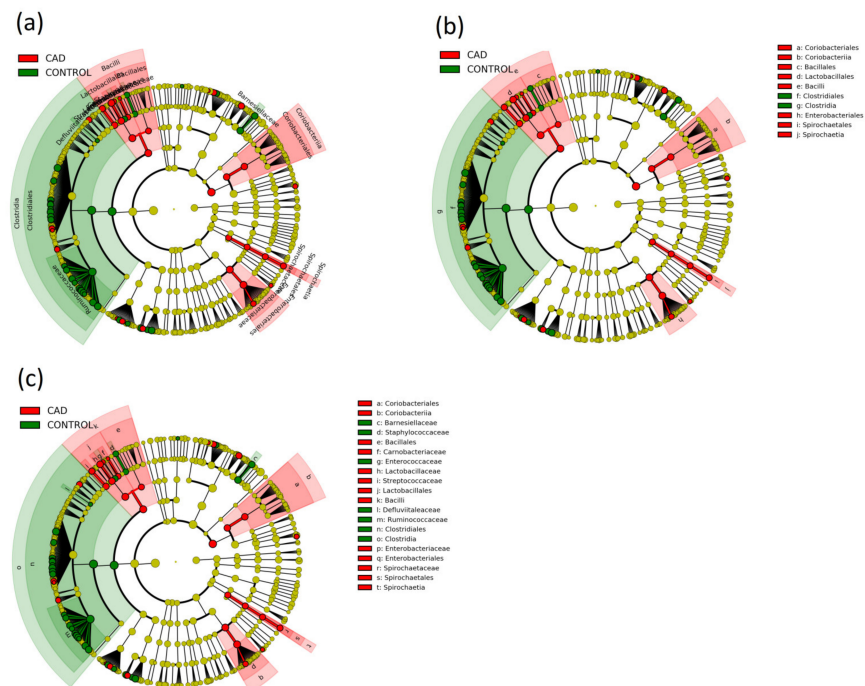 (a)
CAD
CONTROL
Bacilli
Lactobacillales
Bacillales
Barnesiellaceae
Coriobacteriia
Coriobacteriales
Clostridia
Clostridiales
Ruminococcaceae
Spirochaetia
Enterobacteriales
(b)
CAD
CONTROL
c
d
a
b
g
f
h
i
j
a: Coriobacteriales
b: Coriobacteriia
c: Bacillales
d: Lactobacillales
e: Bacilli
f: Clostridiales
g: Clostridia
h: Enterobacteriales
i: Spirochaetales
j: Spirochaetia
(c)
CAD
CONTROL
e
i
d
c
b
a
o
n
m
s
t
a: Coriobacteriales
b: Coriobacteriia
c: Barnesiellaceae
d: Staphylococcaceae
e: Bacillales
f: Carnobacteriaceae
g: Enterococcaceae
h: Lactobacillaceae
i: Streptococcaceae
j: Lactobacillales
k: Bacilli
l: Defluviitaleaceae
m: Ruminococcaceae
n: Clostridiales
o: Clostridia
p: Enterobacteriaceae
q: Enterobacteriales
r: Spirochaetaceae
s: Spirochaetales
t: Spirochaetia